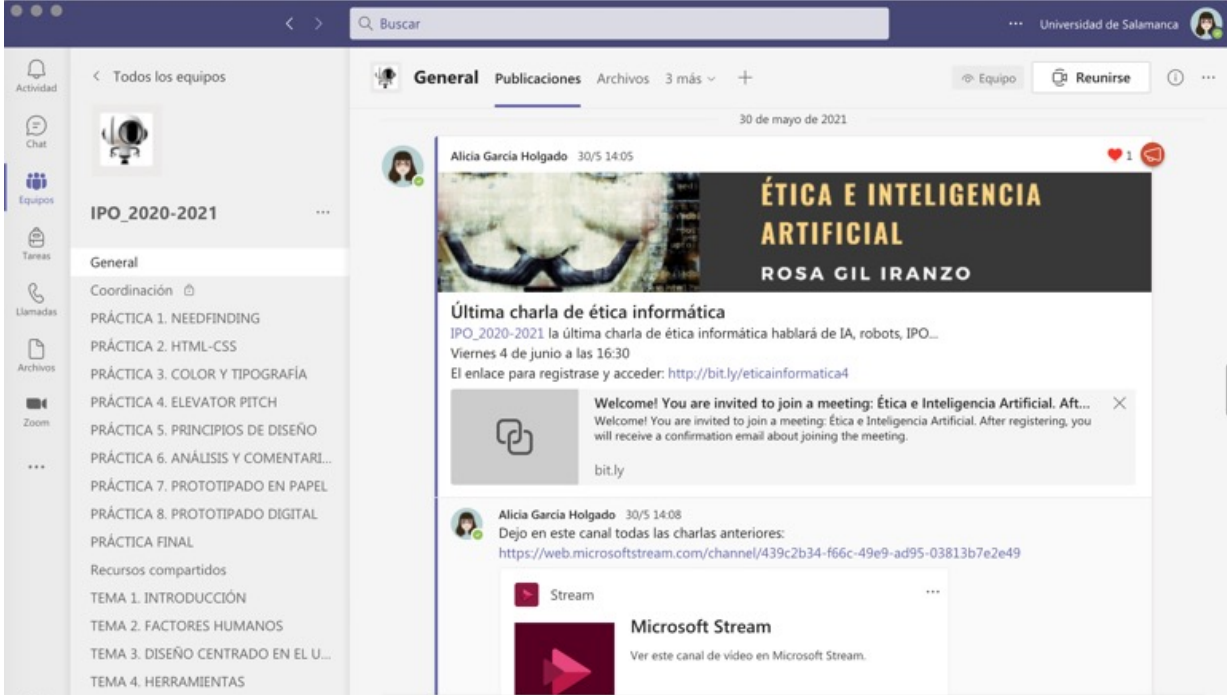 Buscar
Universidad de Salamanca
Actividad
Chat
Equipos
Tareas
Llamadas
Archivos
Zoom
Todos los equipos
IPO_2020-2021
General
Coordinación
PRÁCTICA 1. NEEDFINDING
PRÁCTICA 2. HTML-CSS
PRÁCTICA 3. COLOR Y TIPOGRAFÍA
PRÁCTICA 4. ELEVATOR PITCH
PRÁCTICA 5. PRINCIPIOS DE DISEÑO
PRÁCTICA 6. ANÁLISIS Y COMENTARI...
PRÁCTICA 7. PROTOTIPADO EN PAPEL
PRÁCTICA 8. PROTOTIPADO DIGITAL
PRÁCTICA FINAL
Recursos compartidos
TEMA 1. INTRODUCCIÓN
TEMA 2. FACTORES HUMANOS
TEMA 3. DISEÑO CENTRADO EN EL U...
TEMA 4. HERRAMIENTAS
General Publicaciones Archivos 3 más
Equipo
Reunirse
30 de mayo de 2021
Alicia García Holgado 30/5 14:05
1
ÉTICA E INTELIGENCIA
ARTIFICIAL
ROSA GIL IRANZO
Última charla de ética informática
IPO_2020-2021 la última charla de ética informática hablará de IA, robots, IPO...
Viernes 4 de junio a las 16:30
El enlace para registrase y acceder: http://bit.ly/eticainformatica4
Welcome! You are invited to join a meeting: Ética e Inteligencia Artificial. Aft...
Welcome! You are invited to join a meeting: Ética e Inteligencia Artificial. After registering, you
will receive a confirmation email about joining the meeting.
bit.ly
Alicia García Holgado 30/5 14:08
Dejo en este canal todas las charlas anteriores:
https://web.microsoftstream.com/channel/439c2b34-f66c-49e9-ad95-03813b7e2e49
Stream
Microsoft Stream
Ver este canal de vídeo en Microsoft Stream.